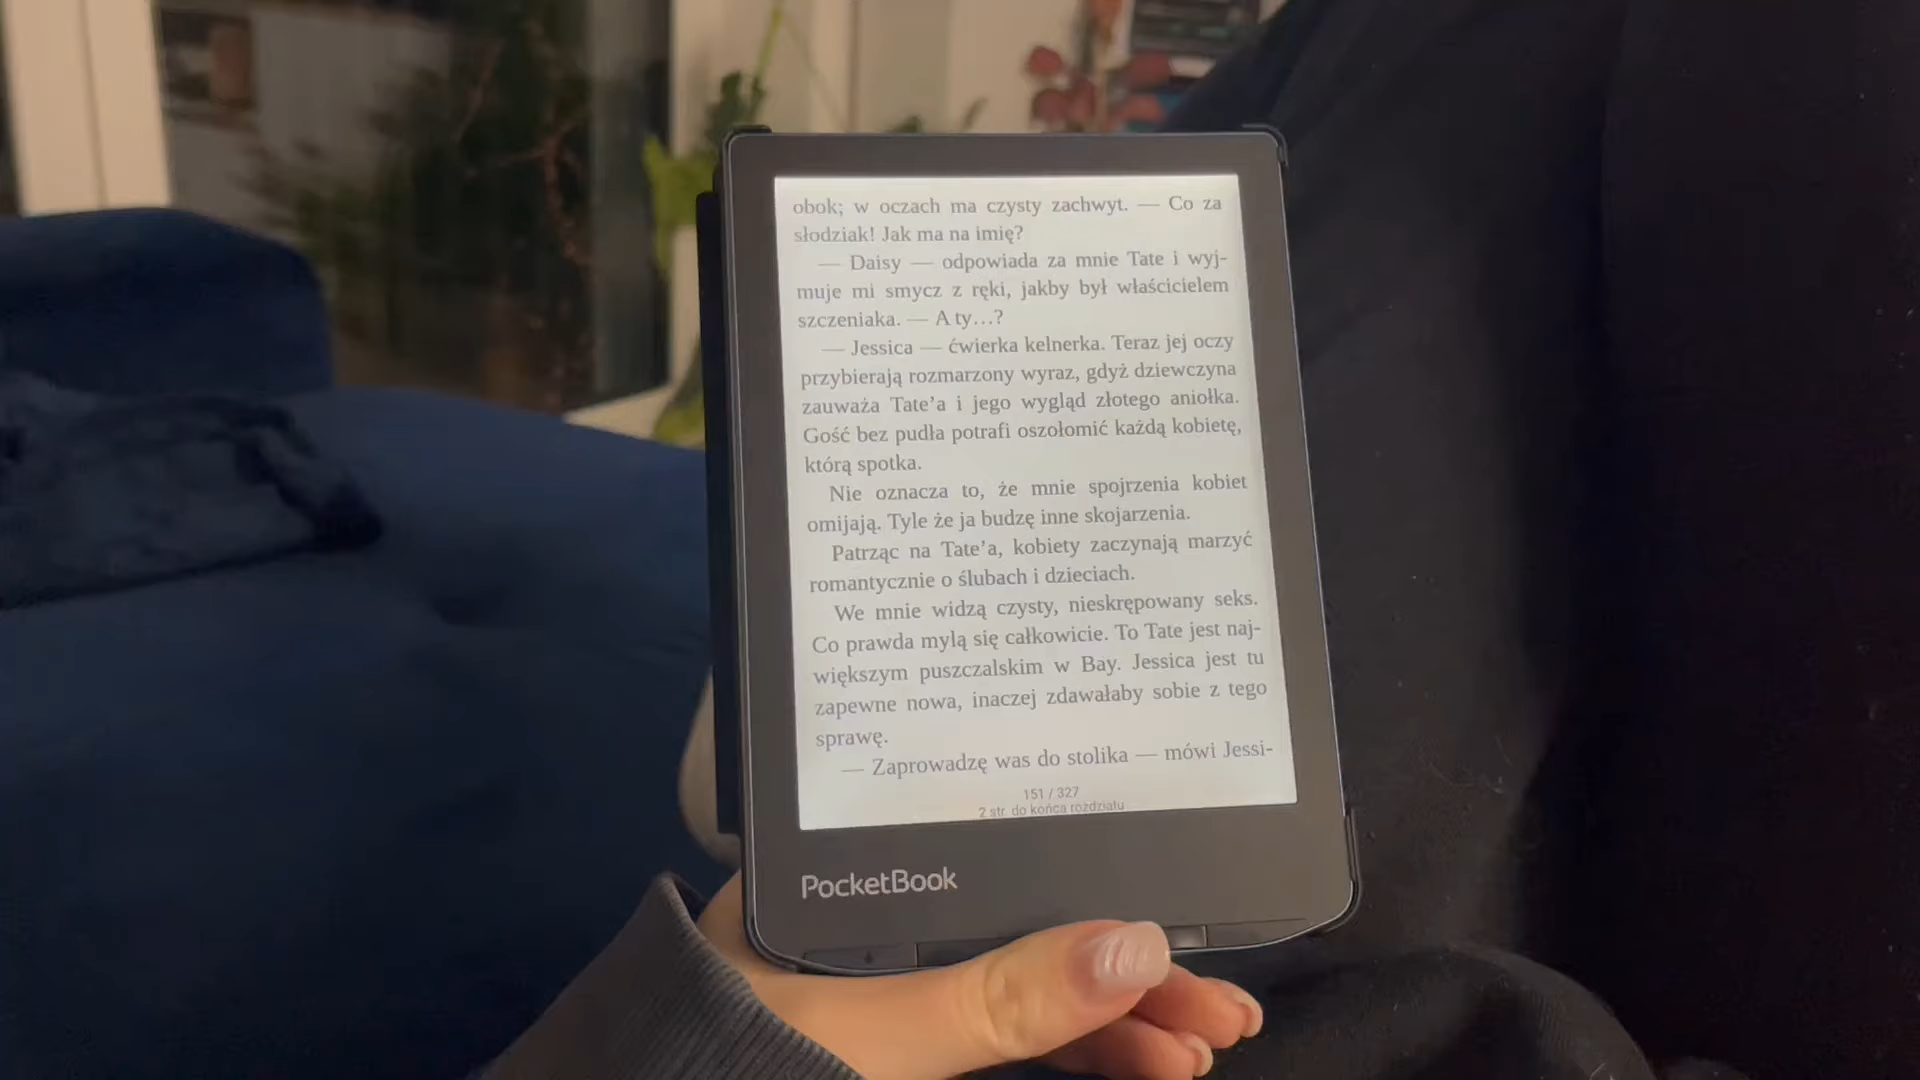 obok; w oczach ma czysty zachwyt. — Co za
słodziak! Jak ma na imię?
— Daisy — odpowiada za mnie Tate i wyj-
muje mi smycz z ręki, jakby był właścicielem
szczeniaka. — A ty…?
— Jessica — ćwierka kelnerka. Teraz jej oczy
przybierają rozmarzony wyraz, gdyż dziewczyna
zauważa Tate’a i jego wygląd złotego aniołka.
Gość bez pudła potrafi oszołomić każdą kobietę,
którą spotka.
Nie oznacza to, że mnie spojrzenia kobiet
omijają. Tyle że ja budzę inne skojarzenia.
Patrząc na Tate’a, kobiety zaczynają marzyć
romantycznie o ślubach i dzieciach.
We mnie widzą czysty, nieskrępowany seks.
Co prawda mylą się całkowicie. To Tate jest naj-
większym puszczalskim w Bay. Jessica jest tu
zapewne nowa, inaczej zdawałaby sobie z tego
sprawę.
— Zaprowadzę was do stolika — mówi Jessi-
151 / 327
2 str. do końca rozdziału
PocketBook